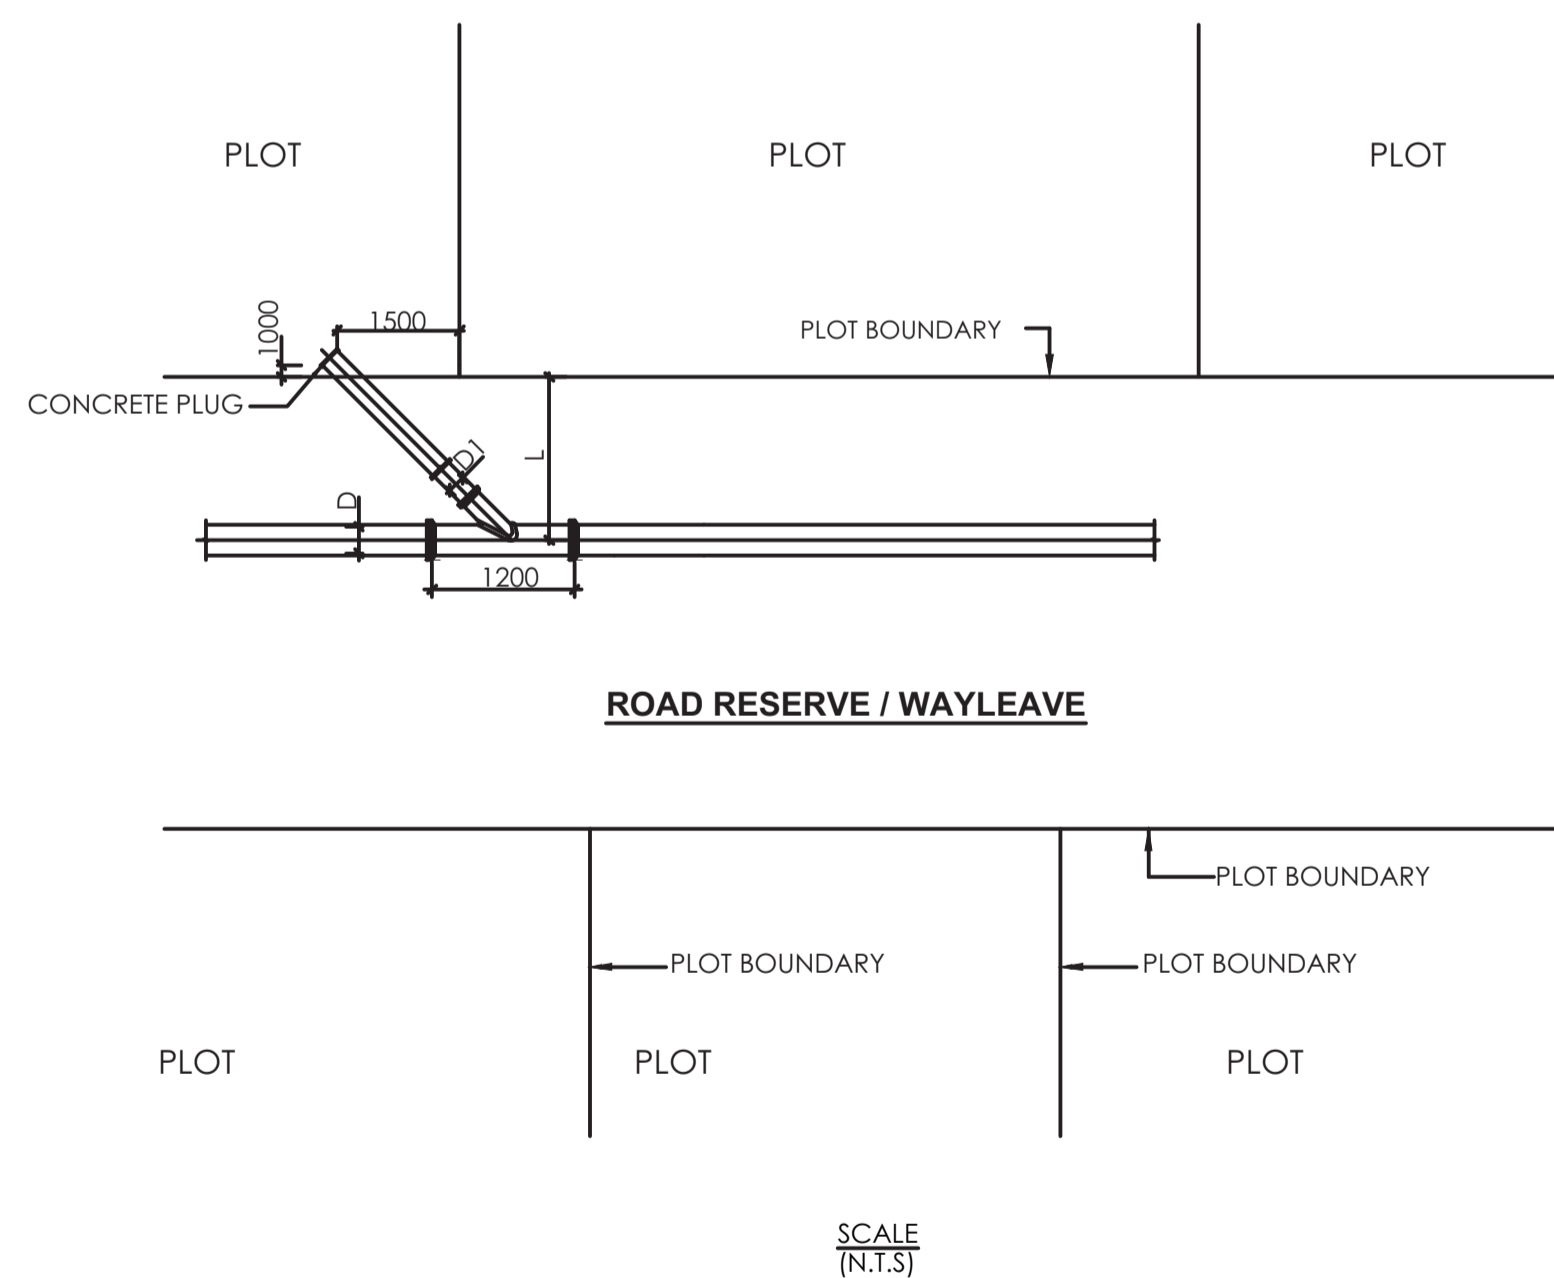 PLOT
PLOT
PLOT
1000
1500
PLOT BOUNDARY
CONCRETE PLUG
D1
L
D
1200
ROAD RESERVE / WAYLEAVE
PLOT BOUNDARY
PLOT BOUNDARY
PLOT BOUNDARY
PLOT
PLOT
PLOT
SCALE
(N.T.S)